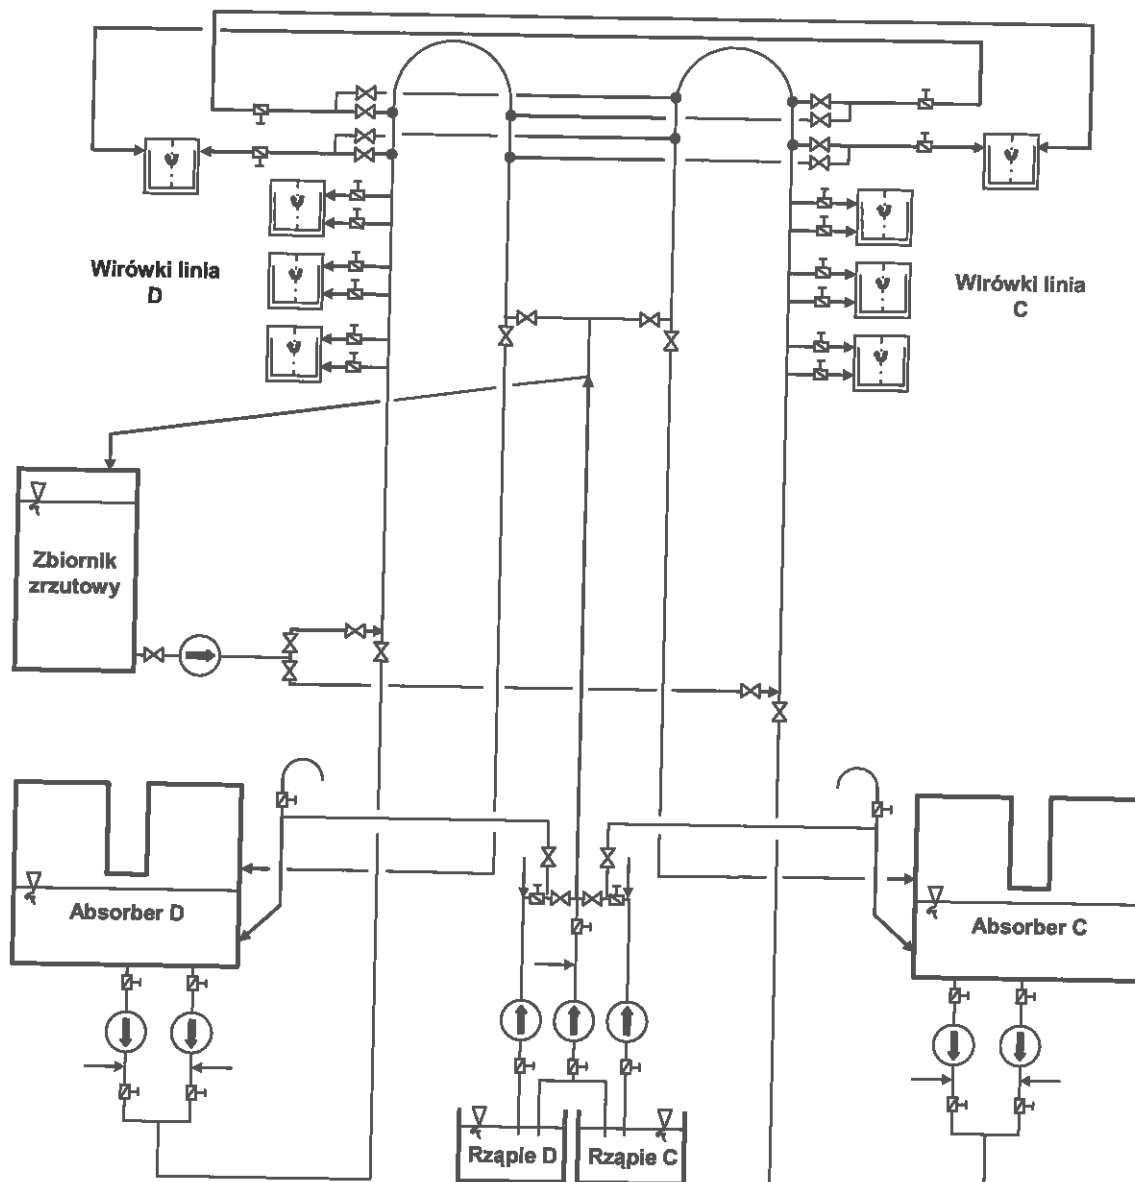 Wirówki linia
D
Wirówki linia
C
Zbiornik
zrzutowy
Absorber D
Absorber C
Rząpie D
Rząpie C